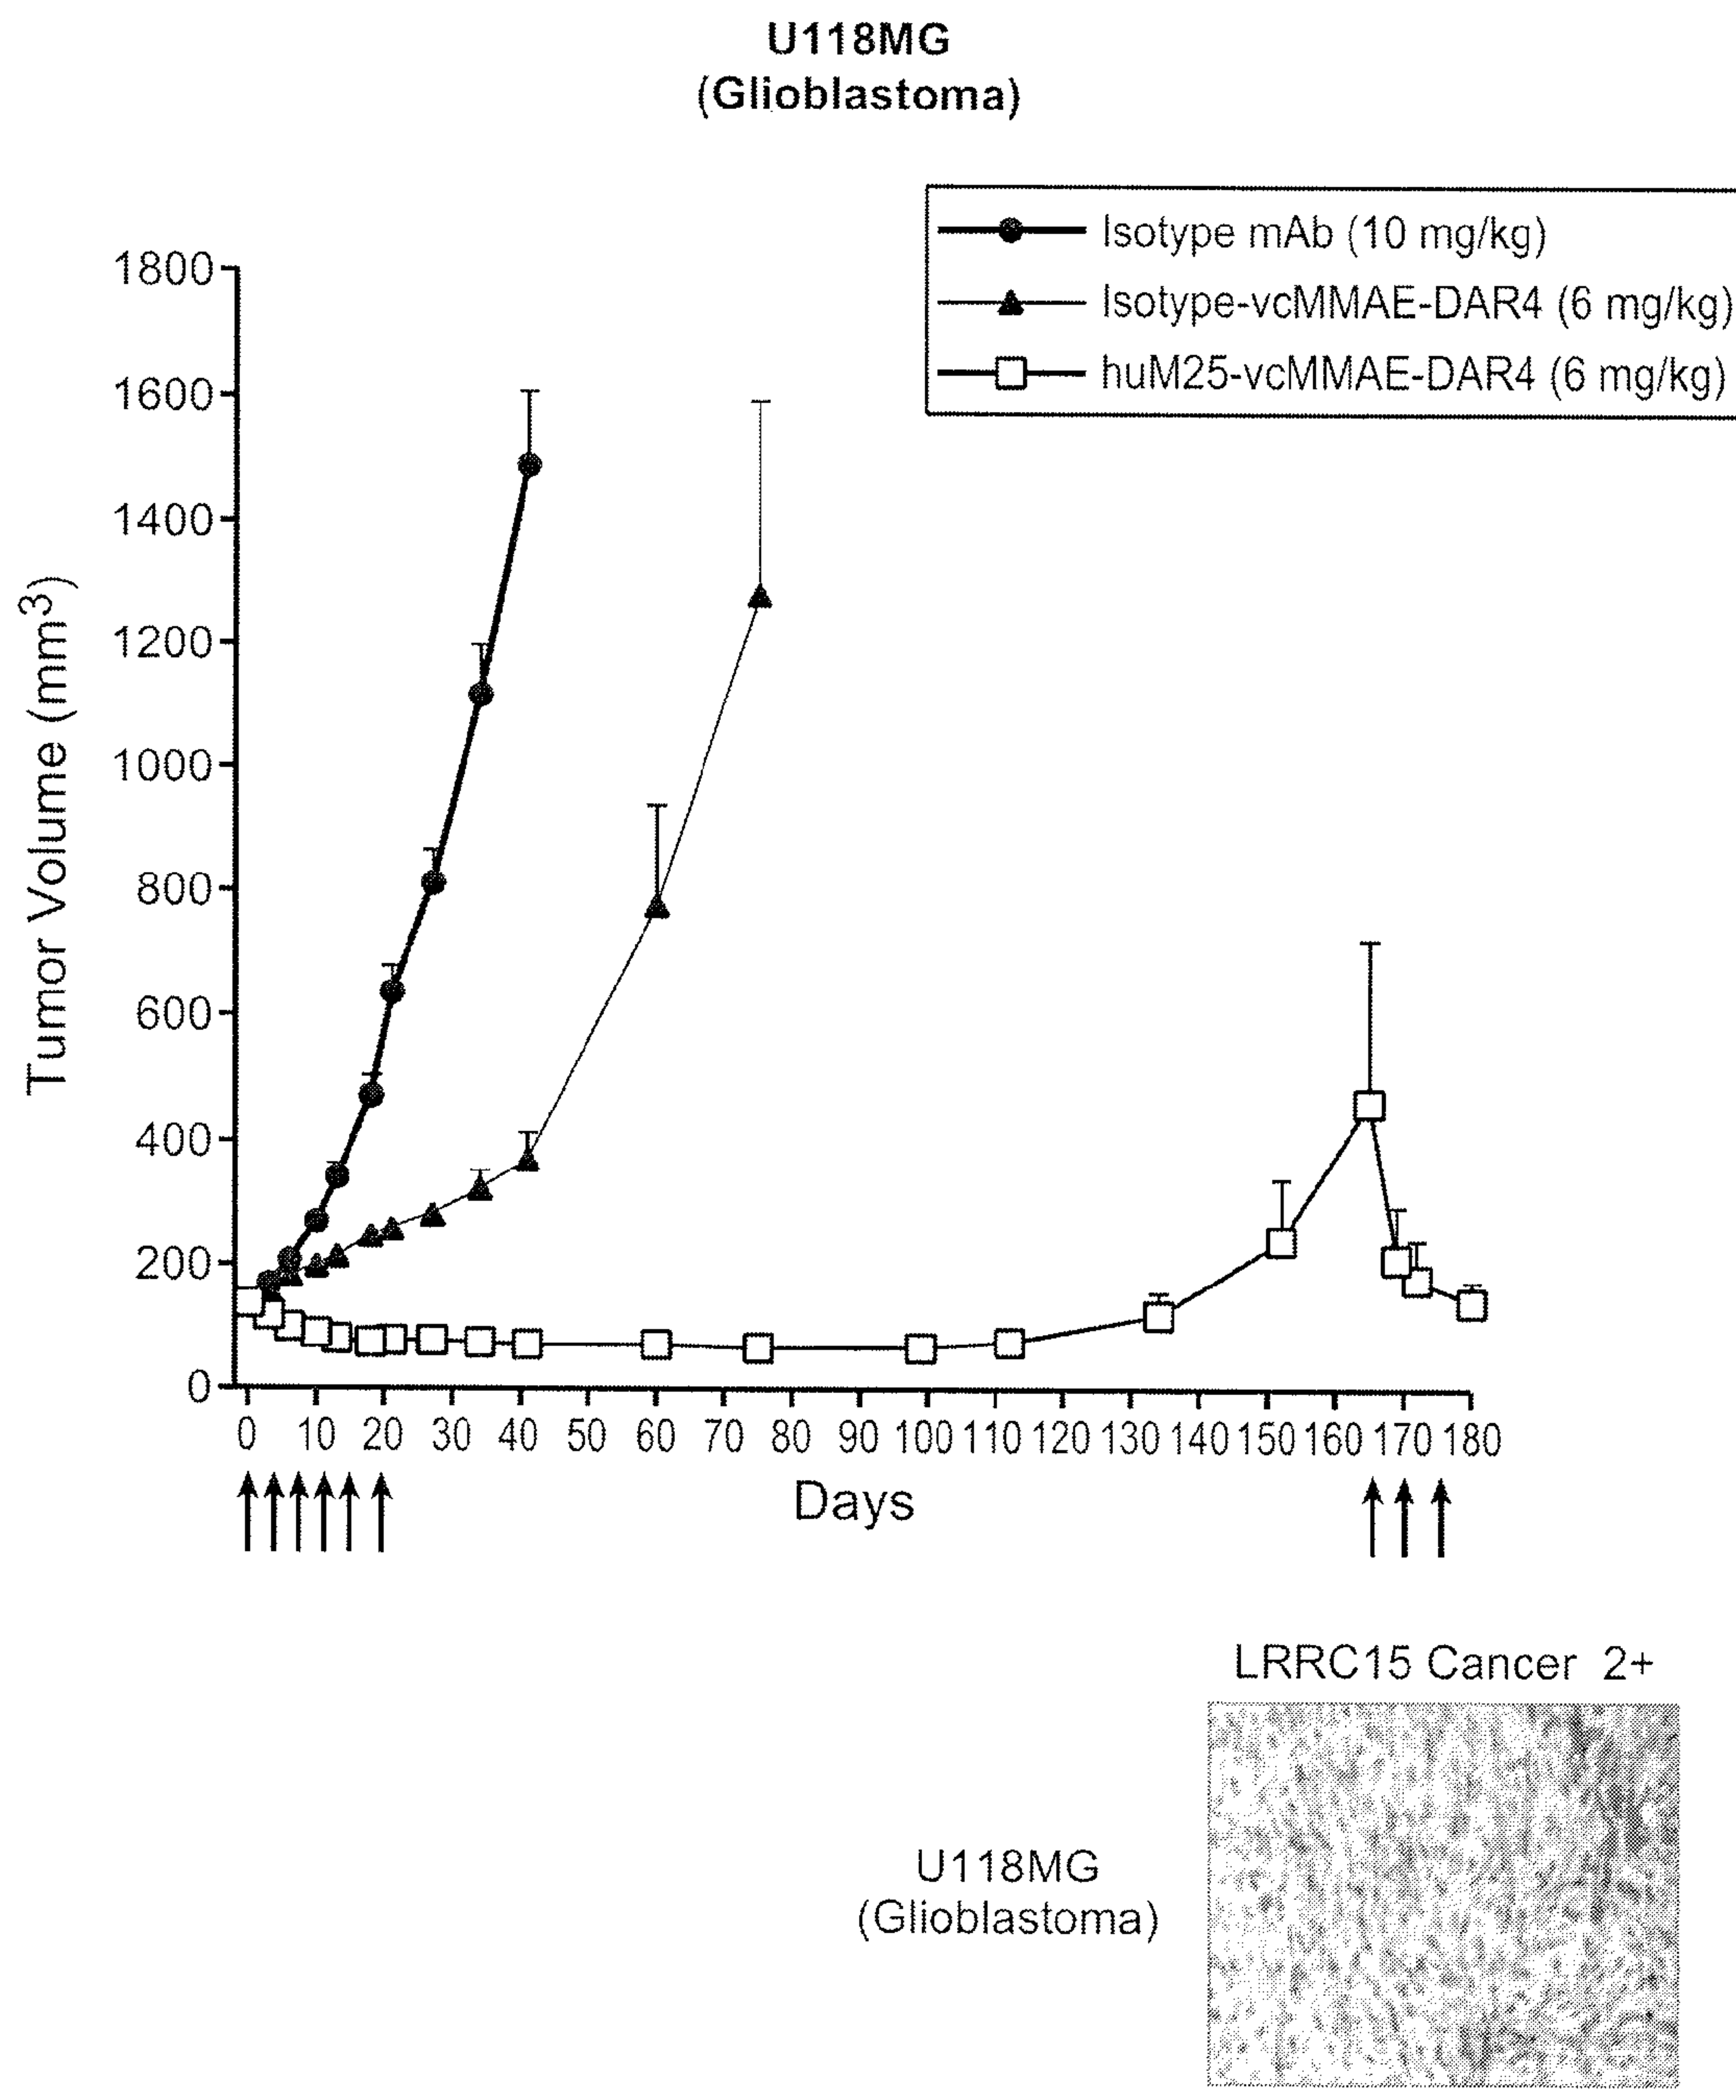 U118MG
(Glioblastoma)
Isotype mAb (10 mg/kg)
Isotype-vcMMAE-DAR4 (6 mg/kg)
huM25-vcMMAE-DAR4 (6 mg/kg)
Tumor Volume (mm³)
1800
1600
1400
1200
1000
800
600
400
200
0
0 10 20 30 40 50 60 70 80 90 100 110 120 130 140 150 160 170 180
Days
LRRC15 Cancer 2+
U118MG
(Glioblastoma)